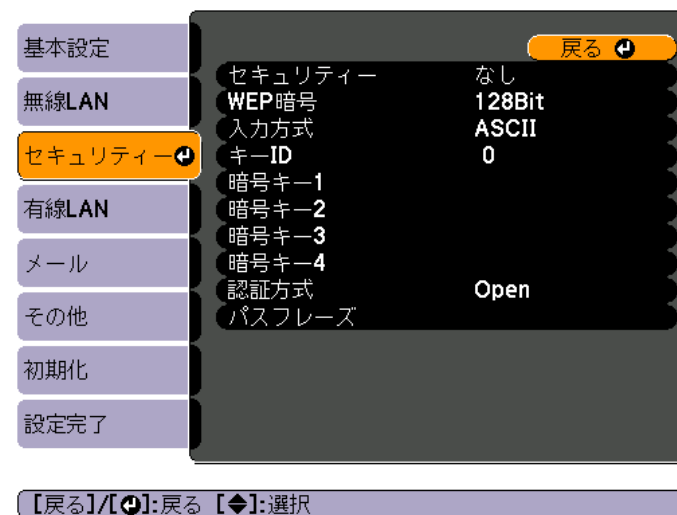 基本設定
無線LAN
セキュリティー
有線LAN
メール
その他
初期化
設定完了
戻る
セキュリティー なし
WEP暗号 128Bit
入力方式 ASCII
キーID 0
暗号キー1
暗号キー2
暗号キー3
暗号キー4
認証方式 Open
パスフレーズ
[戻る]/[⏎]:戻る [◆]:選択